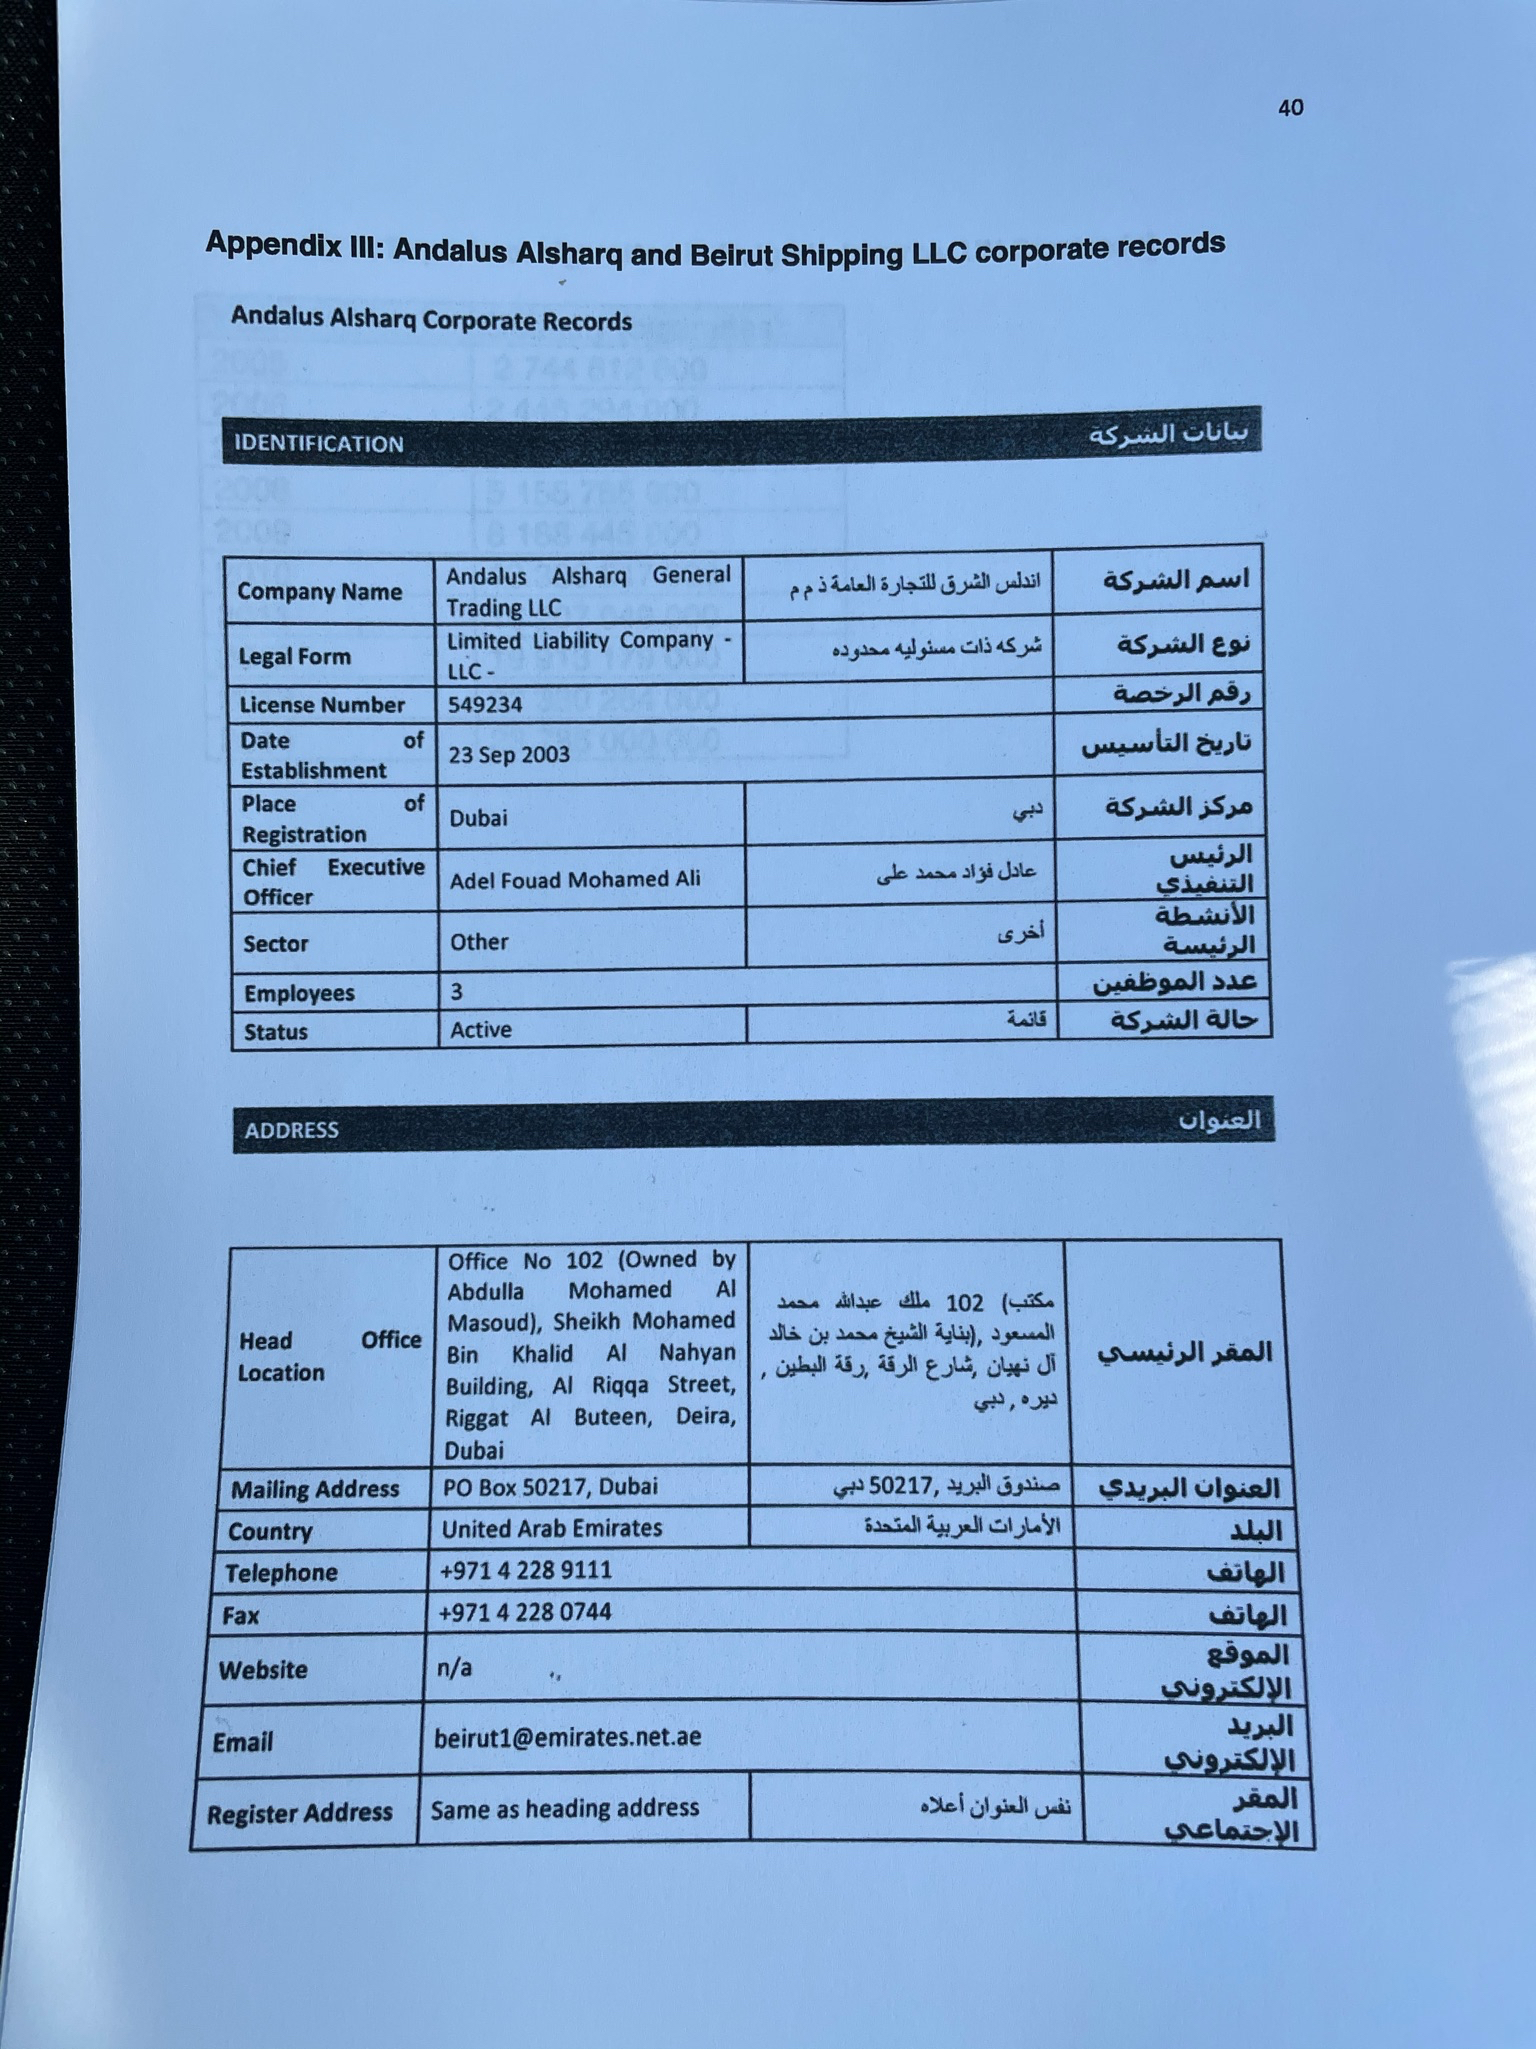 40
Appendix III: Andalus Alsharq and Beirut Shipping LLC corporate records
Andalus Alsharq Corporate Records
IDENTIFICATION بيانات الشركة
Company Name Andalus Alsharq General Trading LLC اندلس الشرق للتجارة العامة ذ م م اسم الشركة
Legal Form Limited Liability Company - LLC - شركه ذات مسئوليه محدوده نوع الشركة
License Number 549234 رقم الرخصة
Date of Establishment 23 Sep 2003 تاريخ التأسيس
Place of Registration Dubai دبي مركز الشركة
Chief Executive Officer Adel Fouad Mohamed Ali عادل فؤاد محمد على الرئيس التنفيذي
Sector Other أخرى الأنشطة الرئيسة
Employees 3 عدد الموظفين
Status Active قائمة حالة الشركة
ADDRESS العنوان
Head Office Location
Office No 102 (Owned by
Abdulla Mohamed Al
Masoud), Sheikh Mohamed
Bin Khalid Al Nahyan
Building, Al Riqqa Street,
Riggat Al Buteen, Deira,
Dubai
مكتب) 102 ملك عبدالله محمد
المسعود ,(بناية الشيخ محمد بن خالد
آل نهيان ,شارع الرقة ,رقة البطين ,
ديره , دبي
المقر الرئيسي
Mailing Address PO Box 50217, Dubai صندوق البريد ,50217 دبي العنوان البريدي
Country United Arab Emirates الأمارات العربية المتحدة البلد
Telephone +971 4 228 9111 الهاتف
Fax +971 4 228 0744 الهاتف
Website n/a الموقع الإلكتروني
Email beirut1@emirates.net.ae البريد الإلكتروني
Register Address Same as heading address نفس العنوان أعلاه المقر الإجتماعي